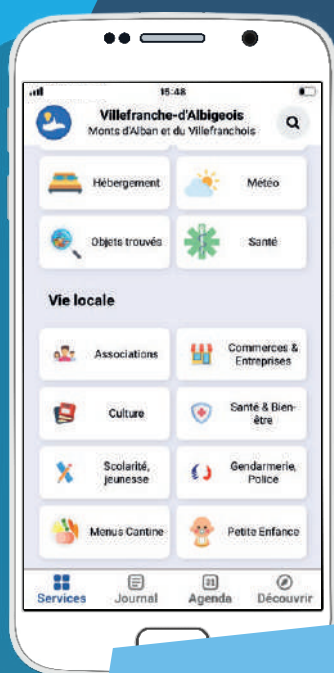 15:48
Villefranche-d'Albigeois
Monts d'Alban et du Villefranchois
Hébergement
Météo
Objets trouvés
Santé
Vie locale
Associations
Commerces &
Entreprises
Culture
Santé & Bien-
être
Scolarité,
jeunesse
Gendarmerie,
Police
Menus Cantine
Petite Enfance
31
Services
Journal
Agenda
Découvrir